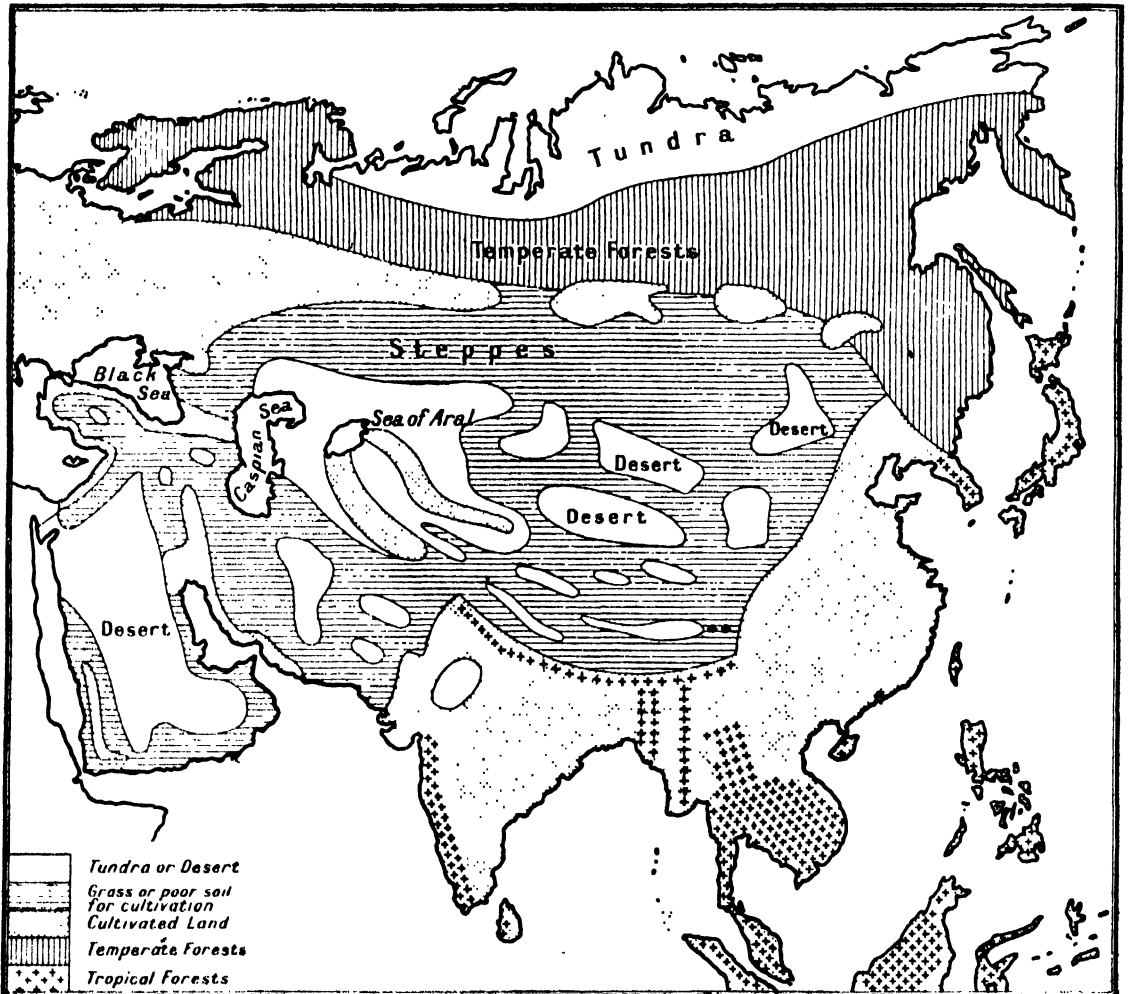 Tundra
Temperate Forests
Steppes
Black
Sea
Caspian Sea
Sea of Aral
Desert
Desert
Desert
Desert
Tundra or Desert
Grass or poor soil
for cultivation
Cultivated Land
Temperate Forests
Tropical Forests